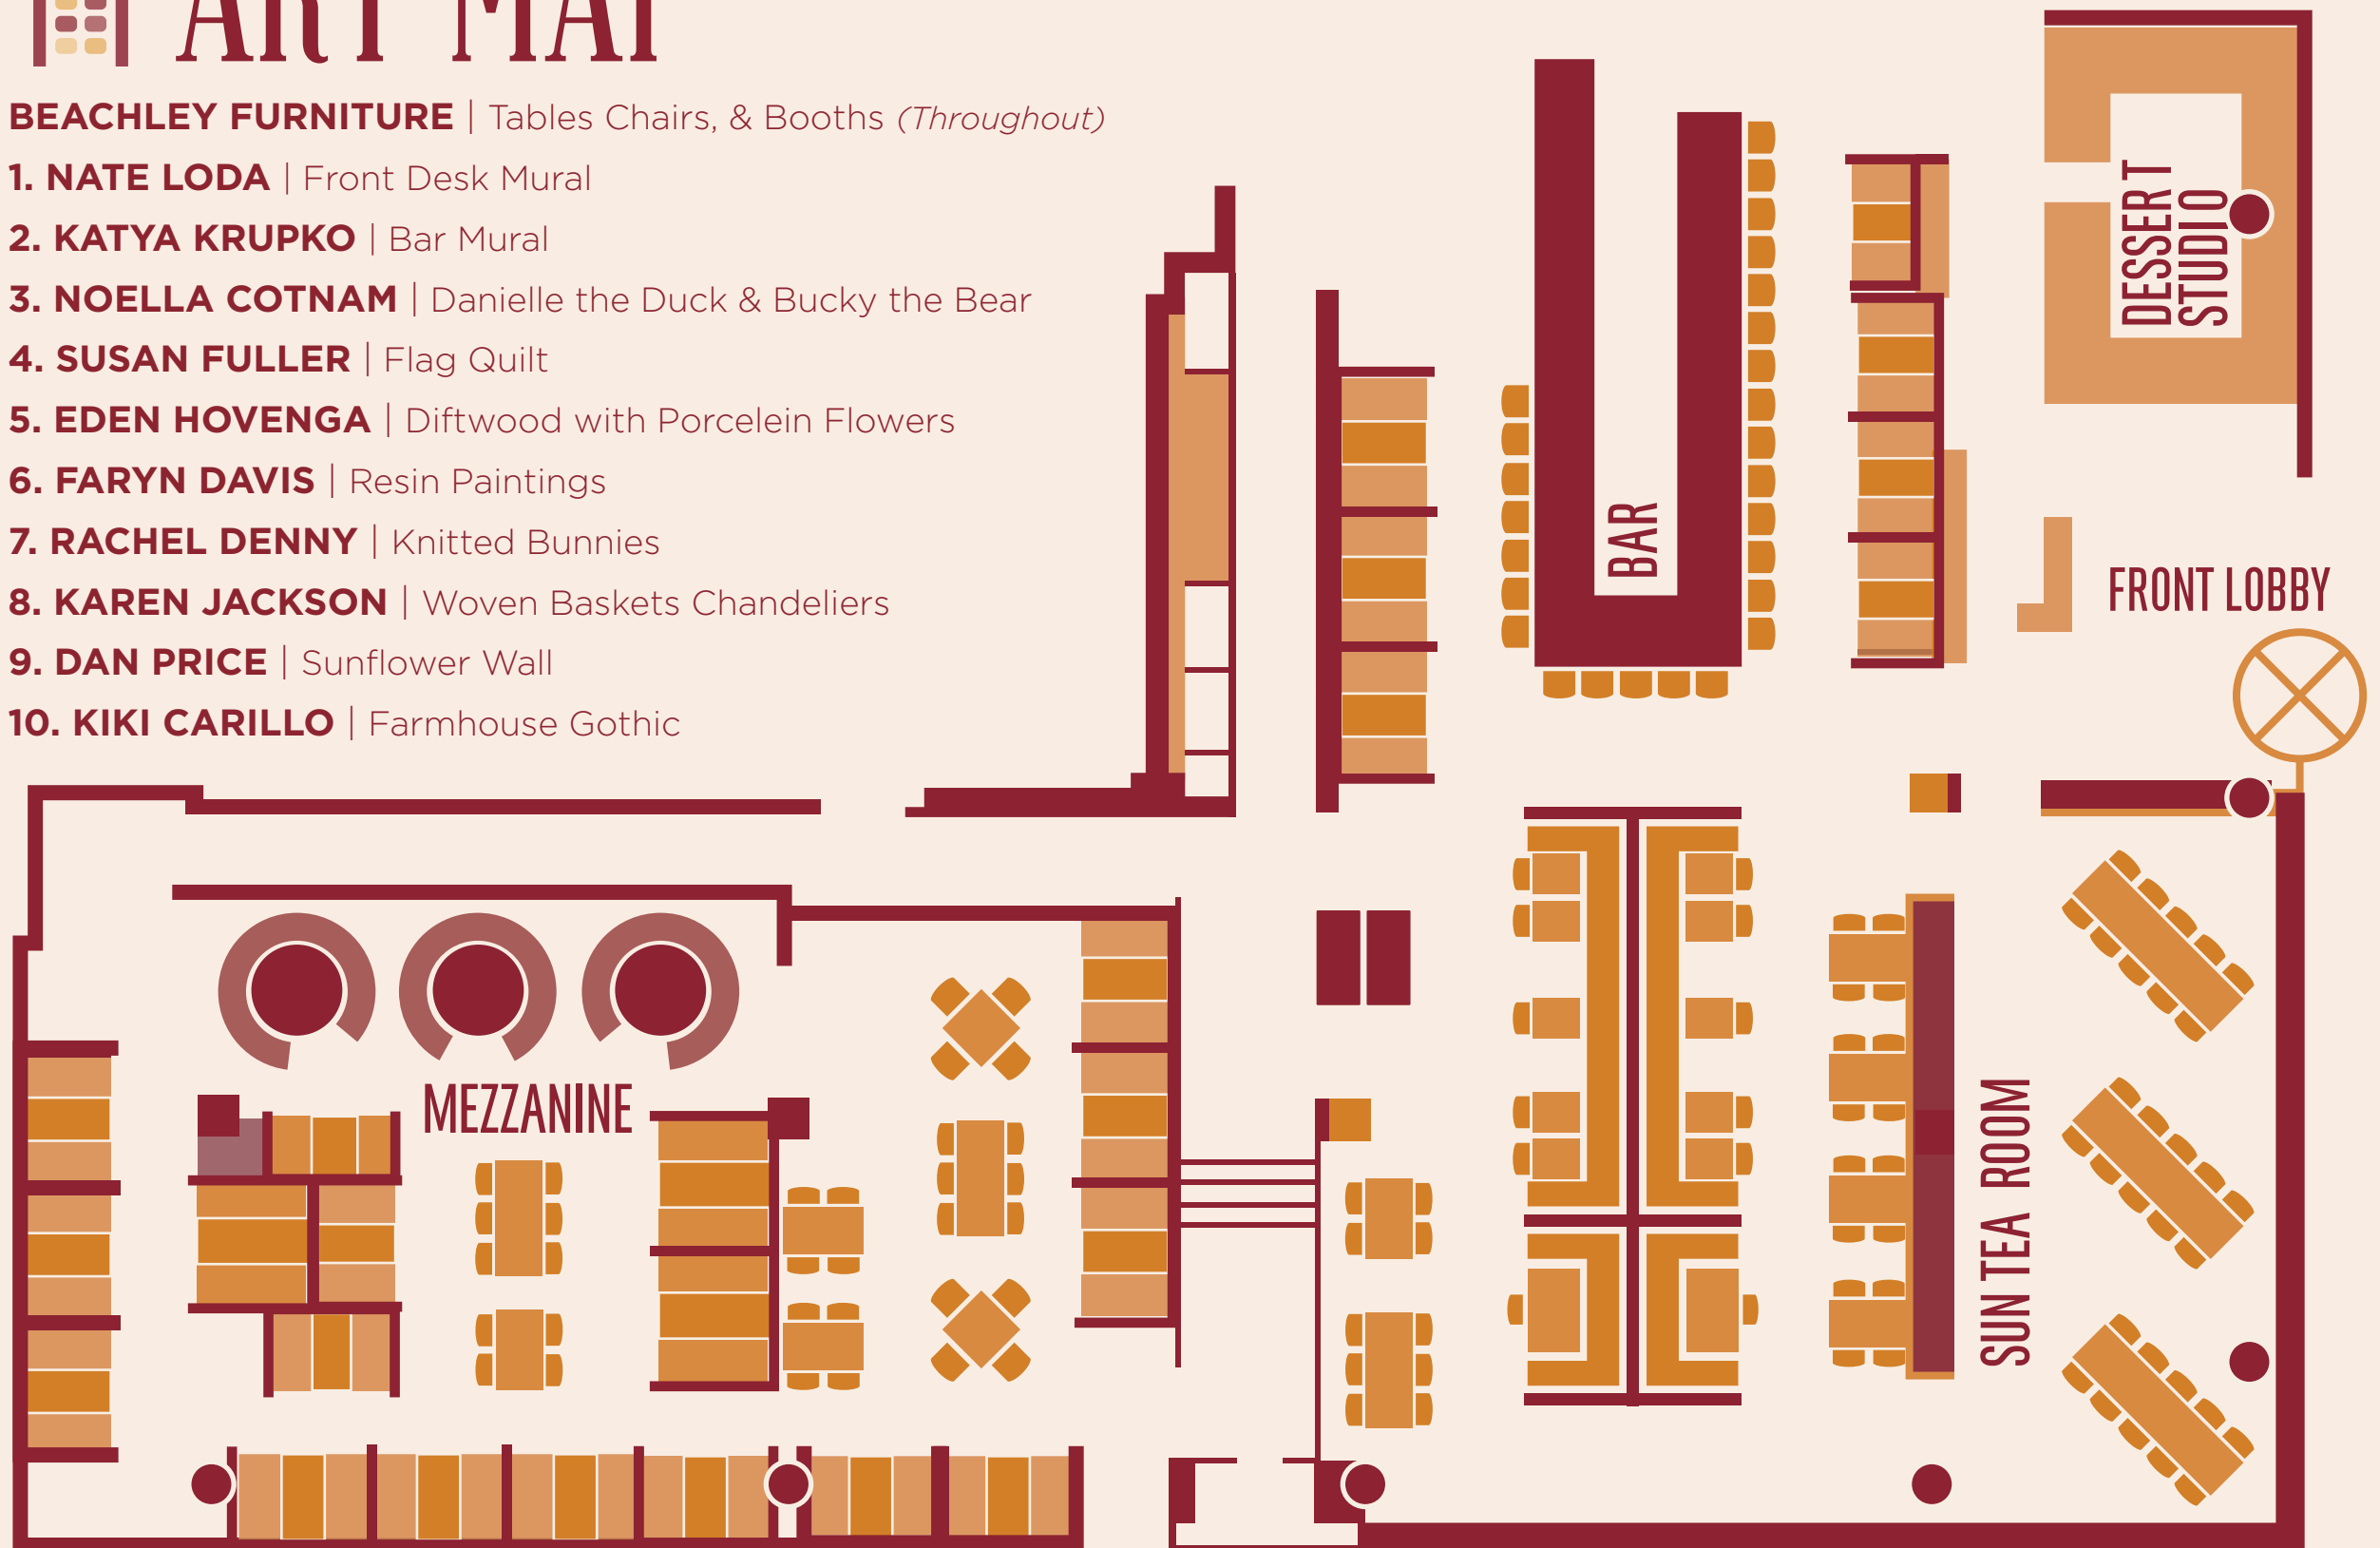 ART MAP
BEACHLEY FURNITURE | Tables Chairs, & Booths (Throughout)
1. NATE LODA | Front Desk Mural
2. KATYA KRUPKO | Bar Mural
3. NOELLA COTNAM | Danielle the Duck & Bucky the Bear
4. SUSAN FULLER | Flag Quilt
5. EDEN HOVENGA | Diftwood with Porcelein Flowers
6. FARYN DAVIS | Resin Paintings
7. RACHEL DENNY | Knitted Bunnies
8. KAREN JACKSON | Woven Baskets Chandeliers
9. DAN PRICE | Sunflower Wall
10. KIKI CARILLO | Farmhouse Gothic
DESSERT
STUDIO
BAR
FRONT LOBBY
MEZZANINE
SUN TEA ROOM